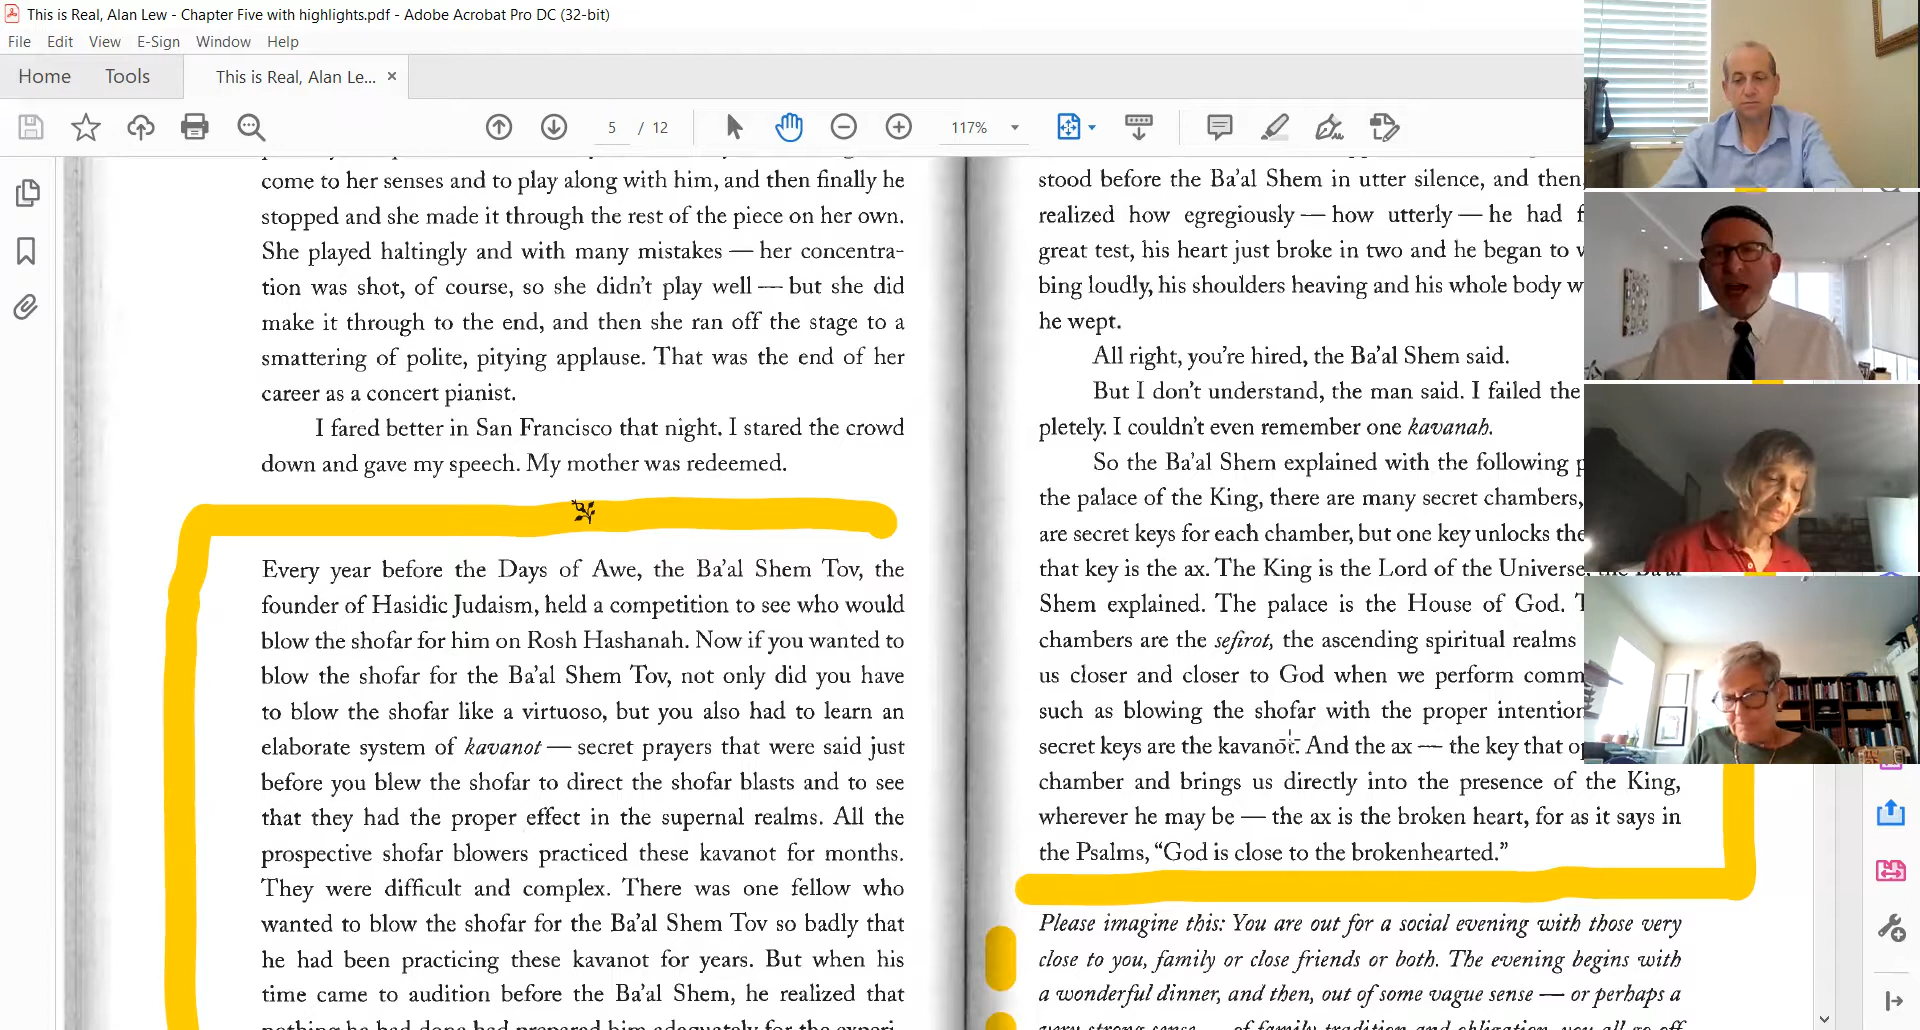 This is Real, Alan Lew - Chapter Five with highlights.pdf - Adobe Acrobat Pro DC (32-bit)
File Edit View E-Sign Window Help
Home Tools This is Real, Alan Le... ×
5 / 12 117%
come to her senses and to play along with him, and then finally he
stopped and she made it through the rest of the piece on her own.
She played haltingly and with many mistakes — her concentra-
tion was shot, of course, so she didn't play well — but she did
make it through to the end, and then she ran off the stage to a
smattering of polite, pitying applause. That was the end of her
career as a concert pianist.
I fared better in San Francisco that night. I stared the crowd
down and gave my speech. My mother was redeemed.
Every year before the Days of Awe, the Ba'al Shem Tov, the
founder of Hasidic Judaism, held a competition to see who would
blow the shofar for him on Rosh Hashanah. Now if you wanted to
blow the shofar for the Ba'al Shem Tov, not only did you have
to blow the shofar like a virtuoso, but you also had to learn an
elaborate system of kavanot — secret prayers that were said just
before you blew the shofar to direct the shofar blasts and to see
that they had the proper effect in the supernal realms. All the
prospective shofar blowers practiced these kavanot for months.
They were difficult and complex. There was one fellow who
wanted to blow the shofar for the Ba'al Shem Tov so badly that
he had been practicing these kavanot for years. But when his
time came to audition before the Ba'al Shem, he realized that
nothing he had done had prepared him adequately for the experi-
stood before the Ba'al Shem in utter silence, and then,
realized how egregiously — how utterly — he had
great test, his heart just broke in two and he began to
bing loudly, his shoulders heaving and his whole body
he wept.
All right, you're hired, the Ba'al Shem said.
But I don't understand, the man said. I failed the
pletely. I couldn't even remember one kavanah.
So the Ba'al Shem explained with the following
the palace of the King, there are many secret chambers,
are secret keys for each chamber, but one key unlocks
that key is the ax. The King is the Lord of the Universe,
Shem explained. The palace is the House of God.
chambers are the sefirot, the ascending spiritual realms
us closer and closer to God when we perform
such as blowing the shofar with the proper
secret keys are the kavanot. And the ax — the key that
chamber and brings us directly into the presence of the King,
wherever he may be — the ax is the broken heart, for as it says in
the Psalms, "God is close to the brokenhearted."
Please imagine this: You are out for a social evening with those very
close to you, family or close friends or both. The evening begins with
a wonderful dinner, and then, out of some vague sense — or perhaps a
very strong sense — of family tradition and obligation, you all go off